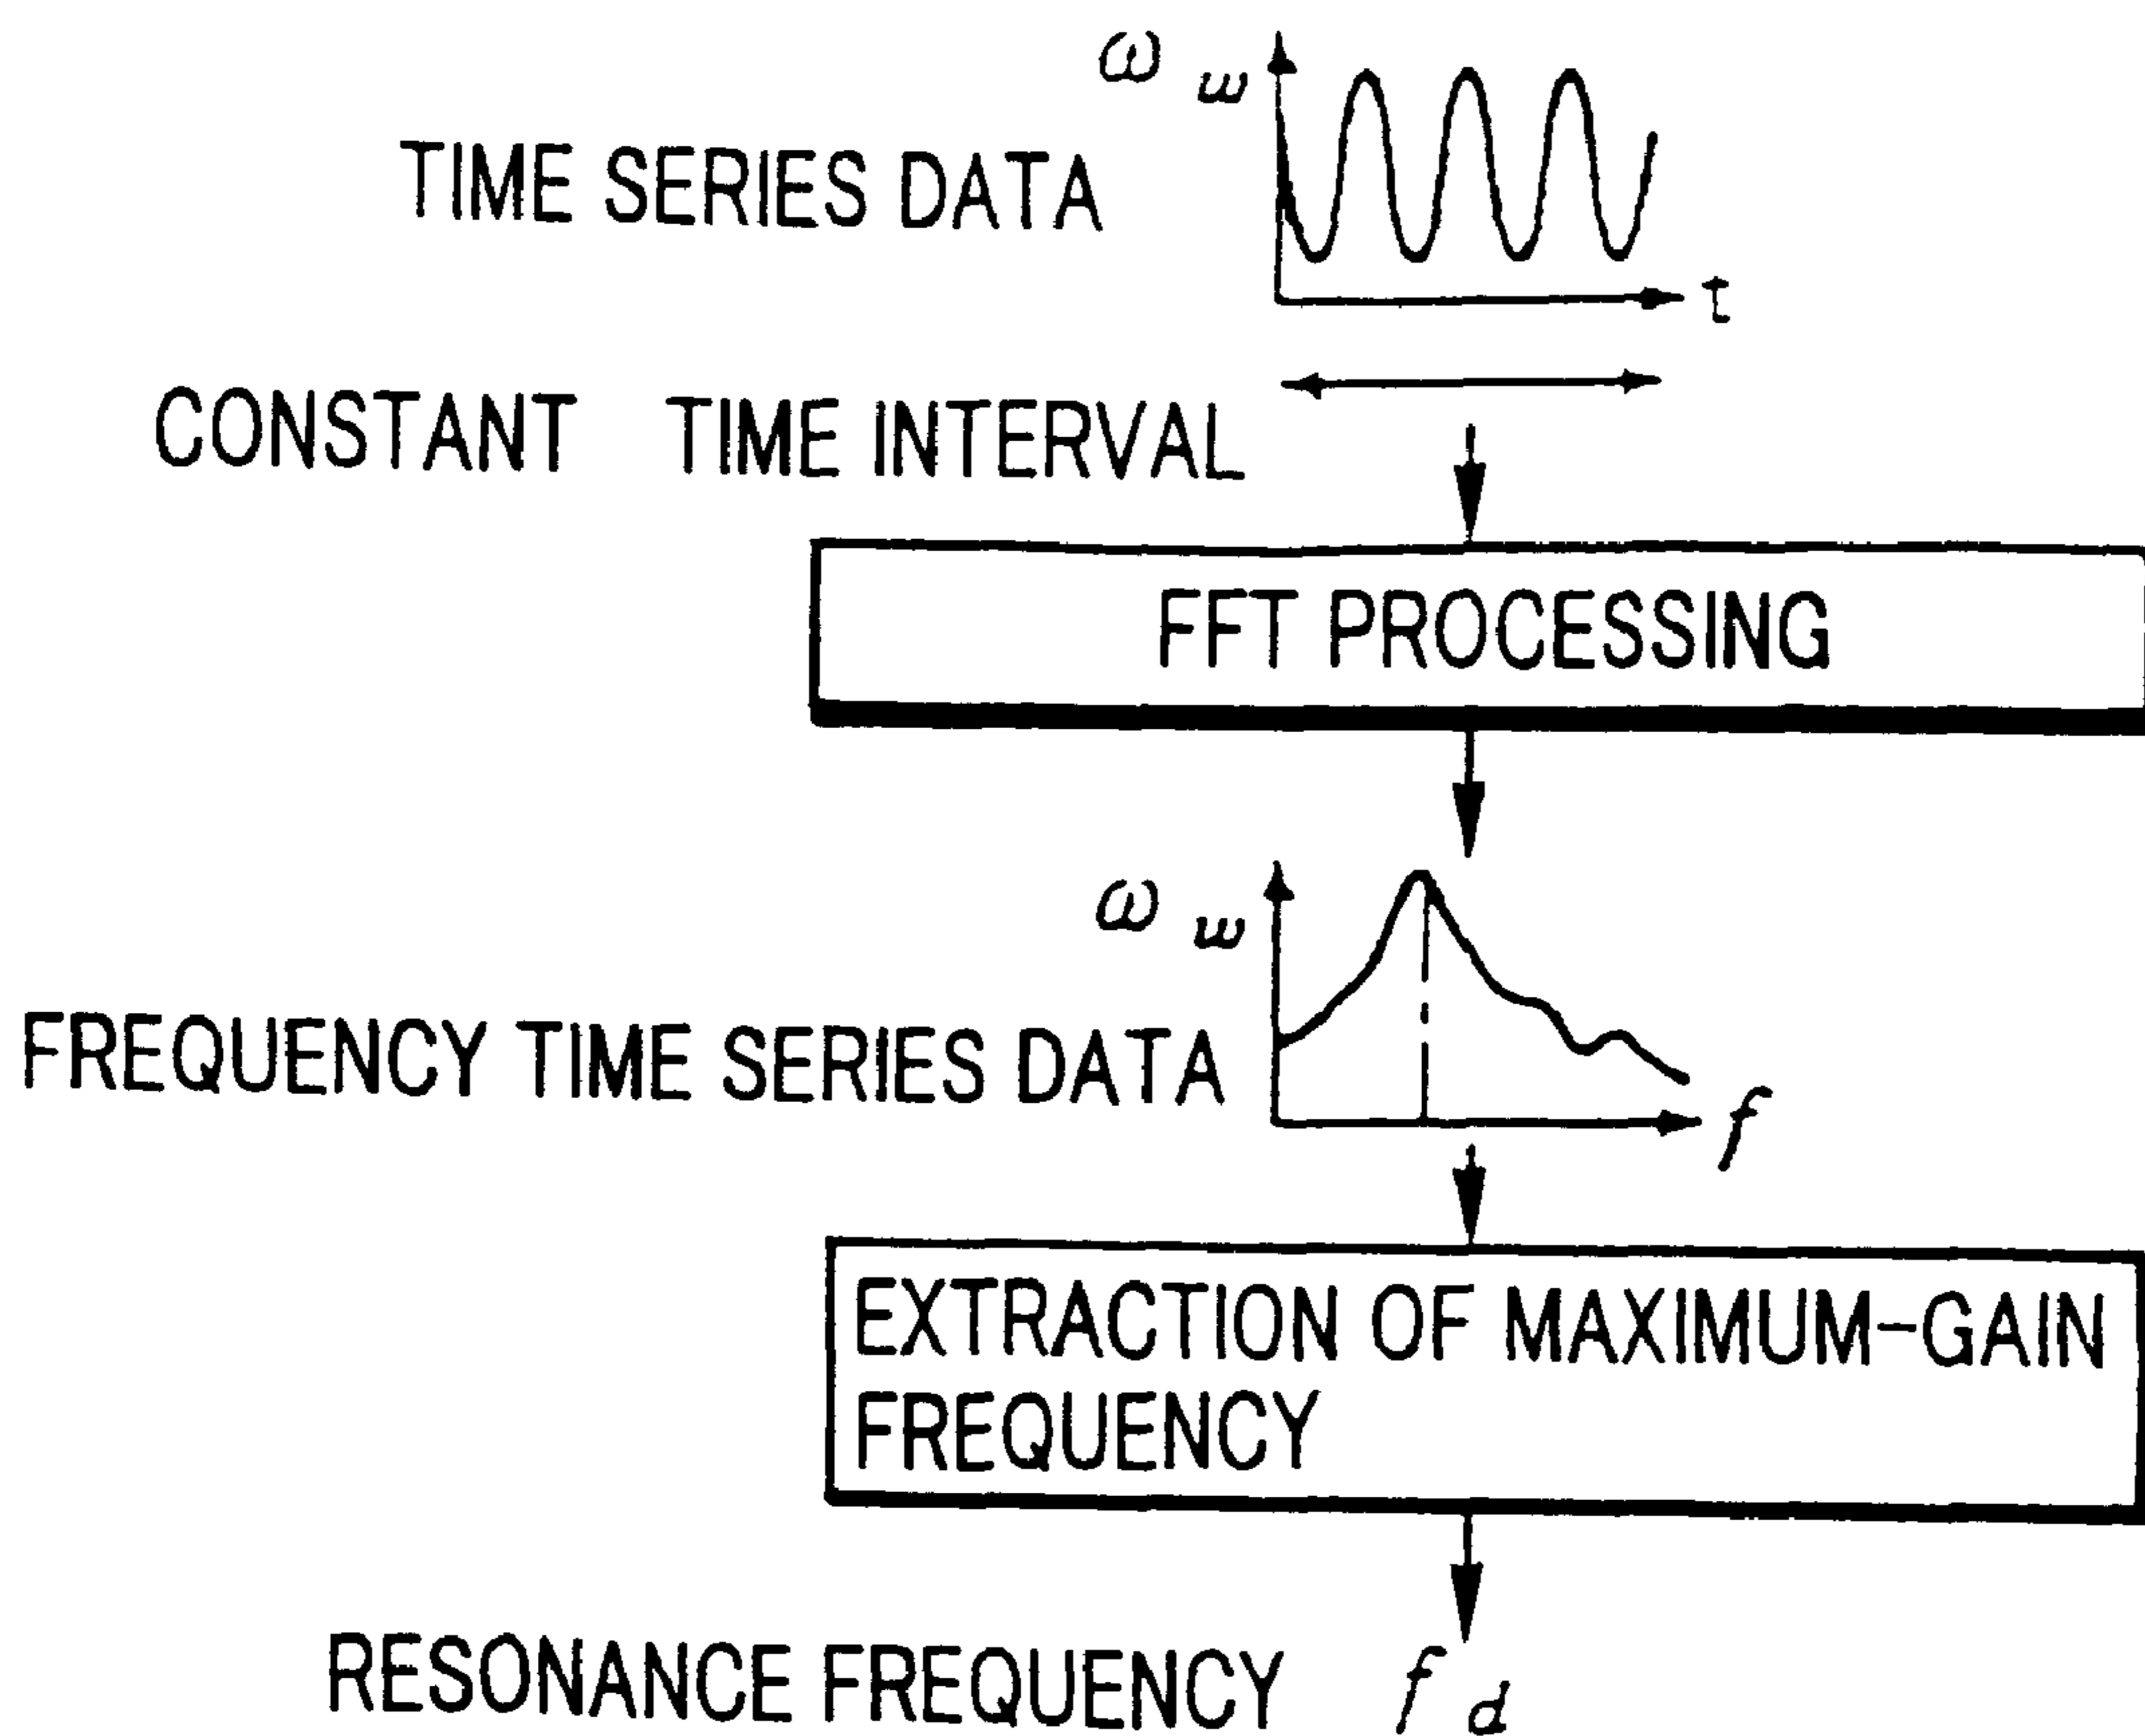 ω w
TIME SERIES DATA
t
CONSTANT TIME INTERVAL
FFT PROCESSING
ω w
FREQUENCY TIME SERIES DATA
f
EXTRACTION OF MAXIMUM-GAIN
FREQUENCY
RESONANCE FREQUENCY f d